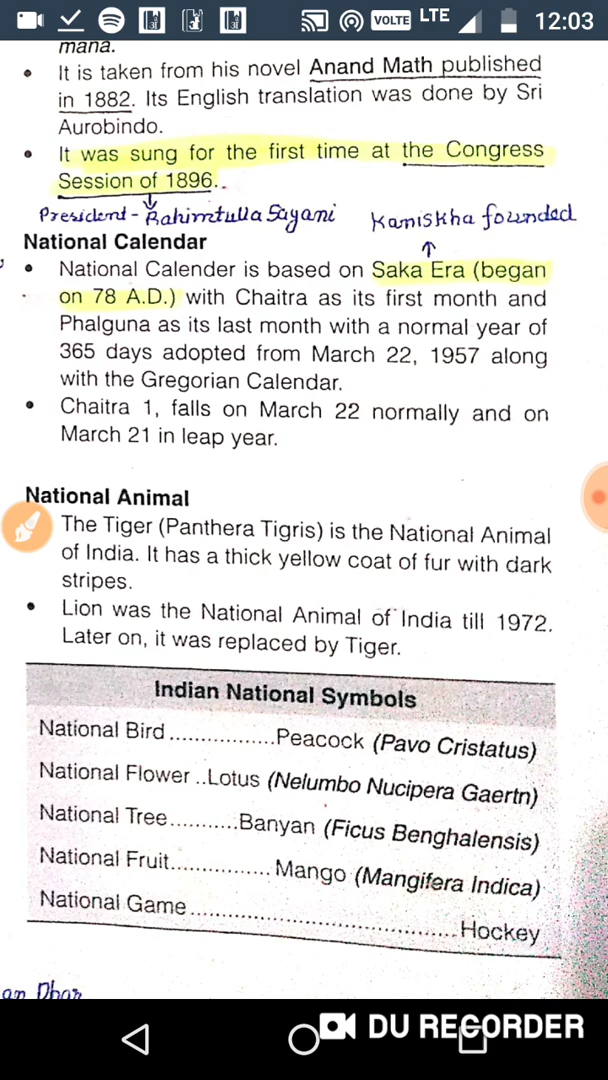 VOLTE LTE 12:03
mana.
• It is taken from his novel Anand Math published
in 1882. Its English translation was done by Sri
Aurobindo.
• It was sung for the first time at the Congress
Session of 1896.
President - Rahimtulla Sayani Kaniskha founded
National Calendar
• National Calender is based on Saka Era (began
on 78 A.D.) with Chaitra as its first month and
Phalguna as its last month with a normal year of
365 days adopted from March 22, 1957 along
with the Gregorian Calendar.
• Chaitra 1, falls on March 22 normally and on
March 21 in leap year.
National Animal
The Tiger (Panthera Tigris) is the National Animal
of India. It has a thick yellow coat of fur with dark
stripes.
• Lion was the National Animal of India till 1972.
Later on, it was replaced by Tiger.
Indian National Symbols
National Bird ................Peacock (Pavo Cristatus)
National Flower ..Lotus (Nelumbo Nucipera Gaertn)
National Tree..........Banyan (Ficus Benghalensis)
National Fruit............... Mango (Mangifera Indica)
National Game..........................................Hockey
DU RECORDER